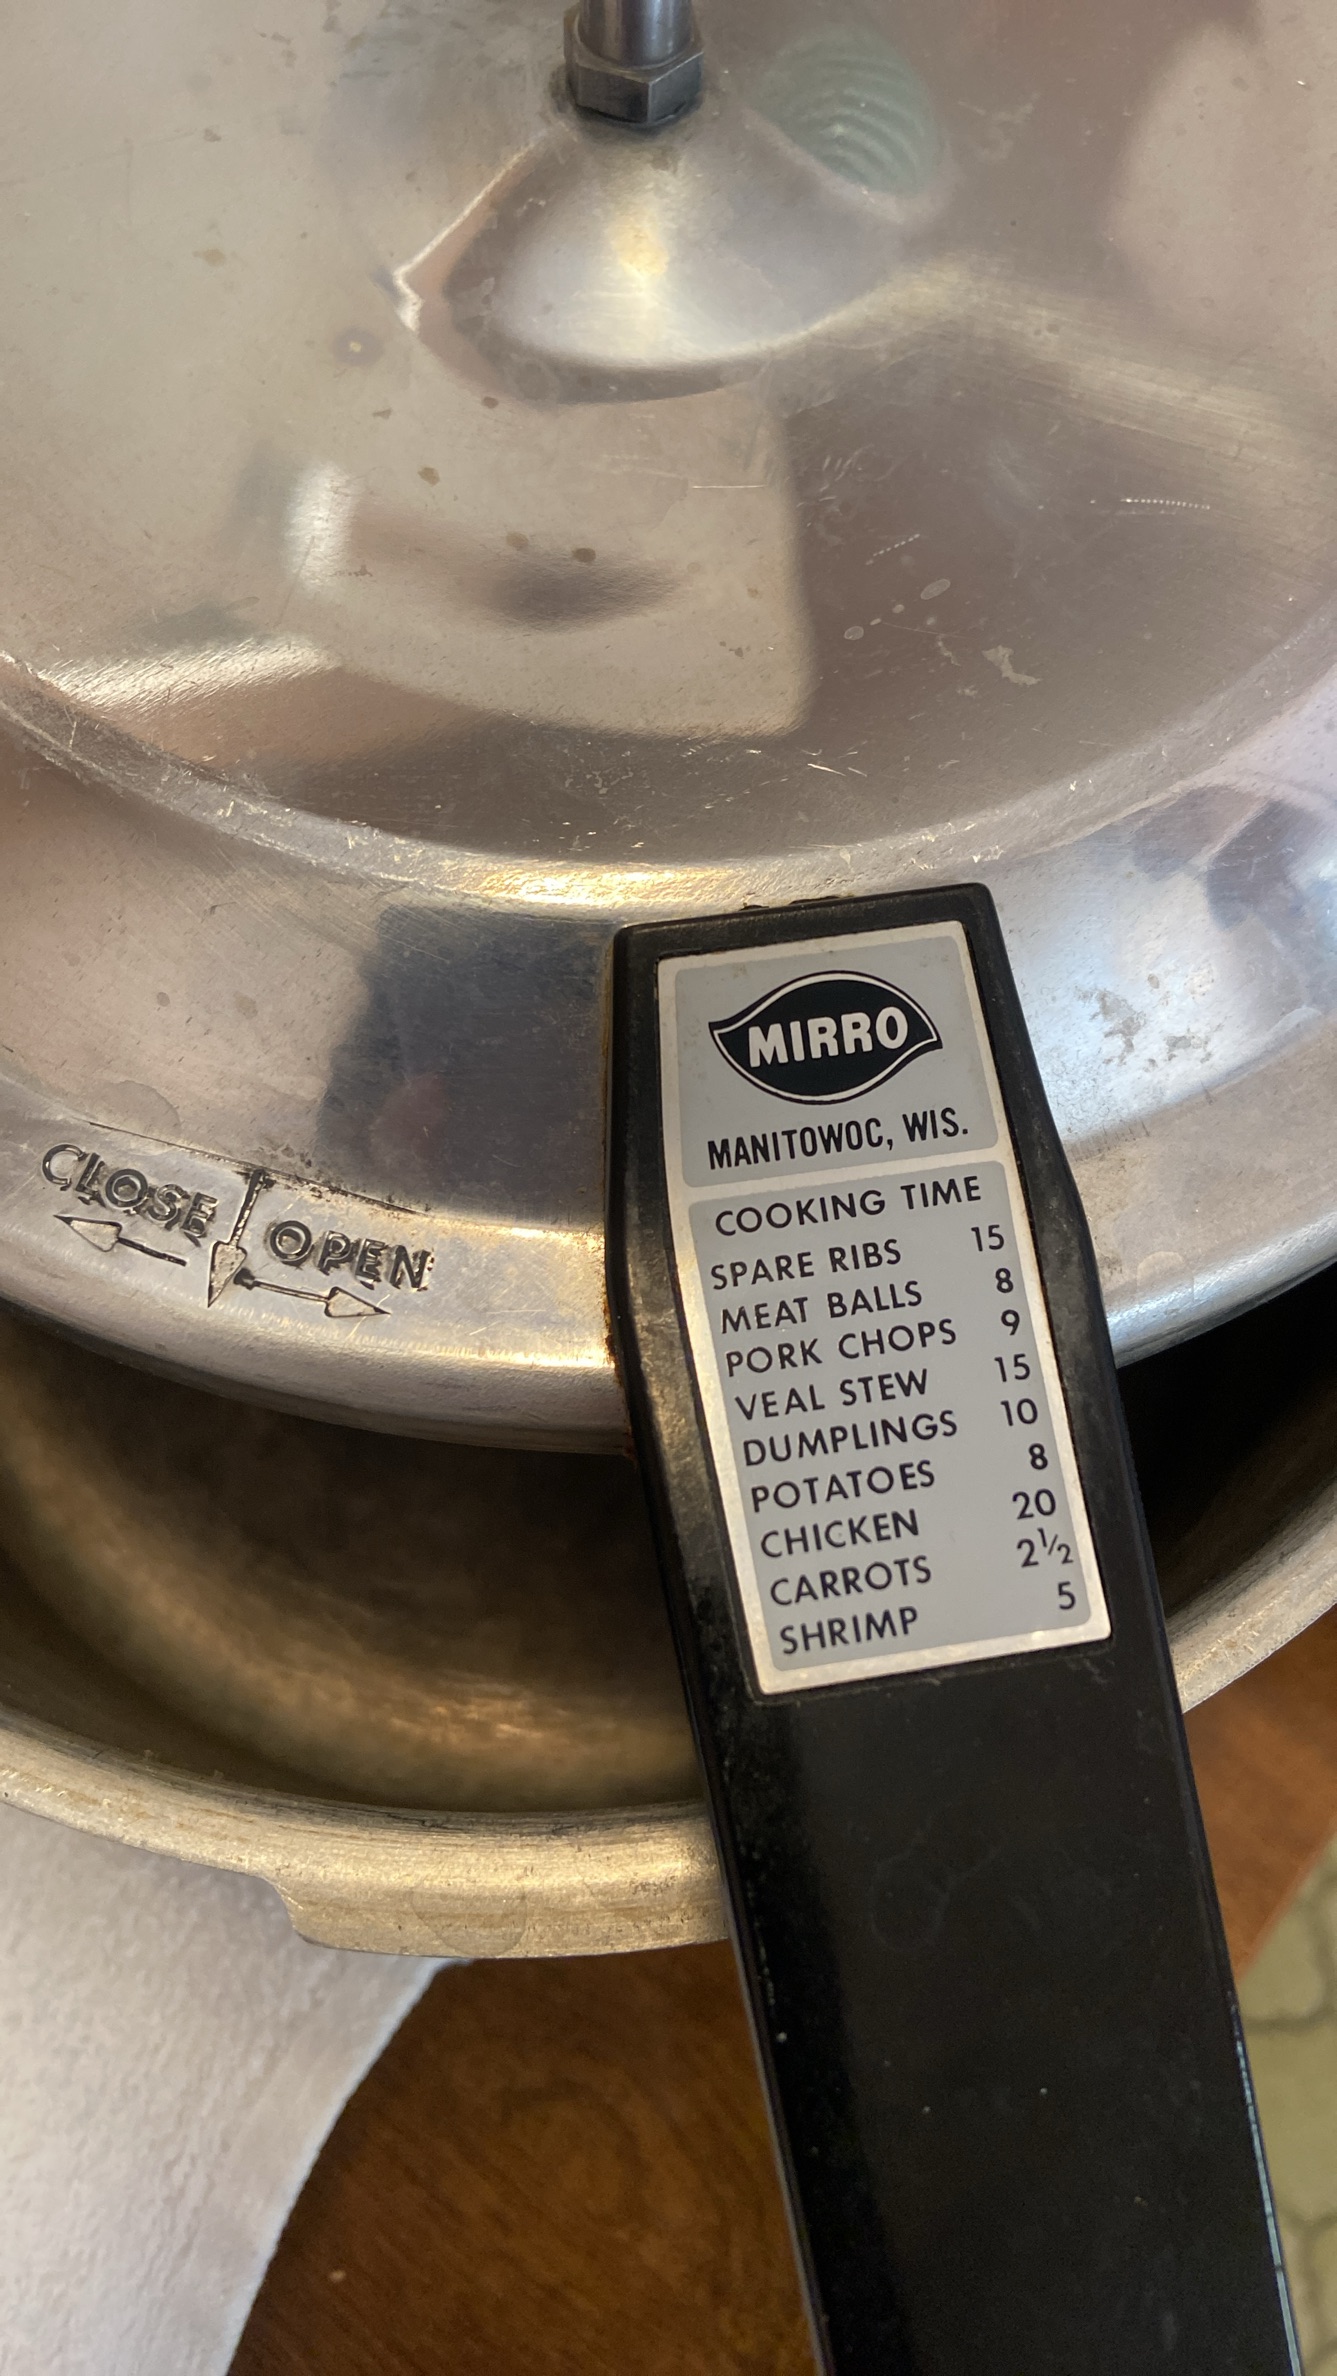 MIRRO
MANITOWOC, WIS.
CLOSE OPEN
COOKING TIME
SPARE RIBS 15
MEAT BALLS 8
PORK CHOPS 9
VEAL STEW 15
DUMPLINGS 10
POTATOES 8
CHICKEN 20
CARROTS 2½
SHRIMP 5